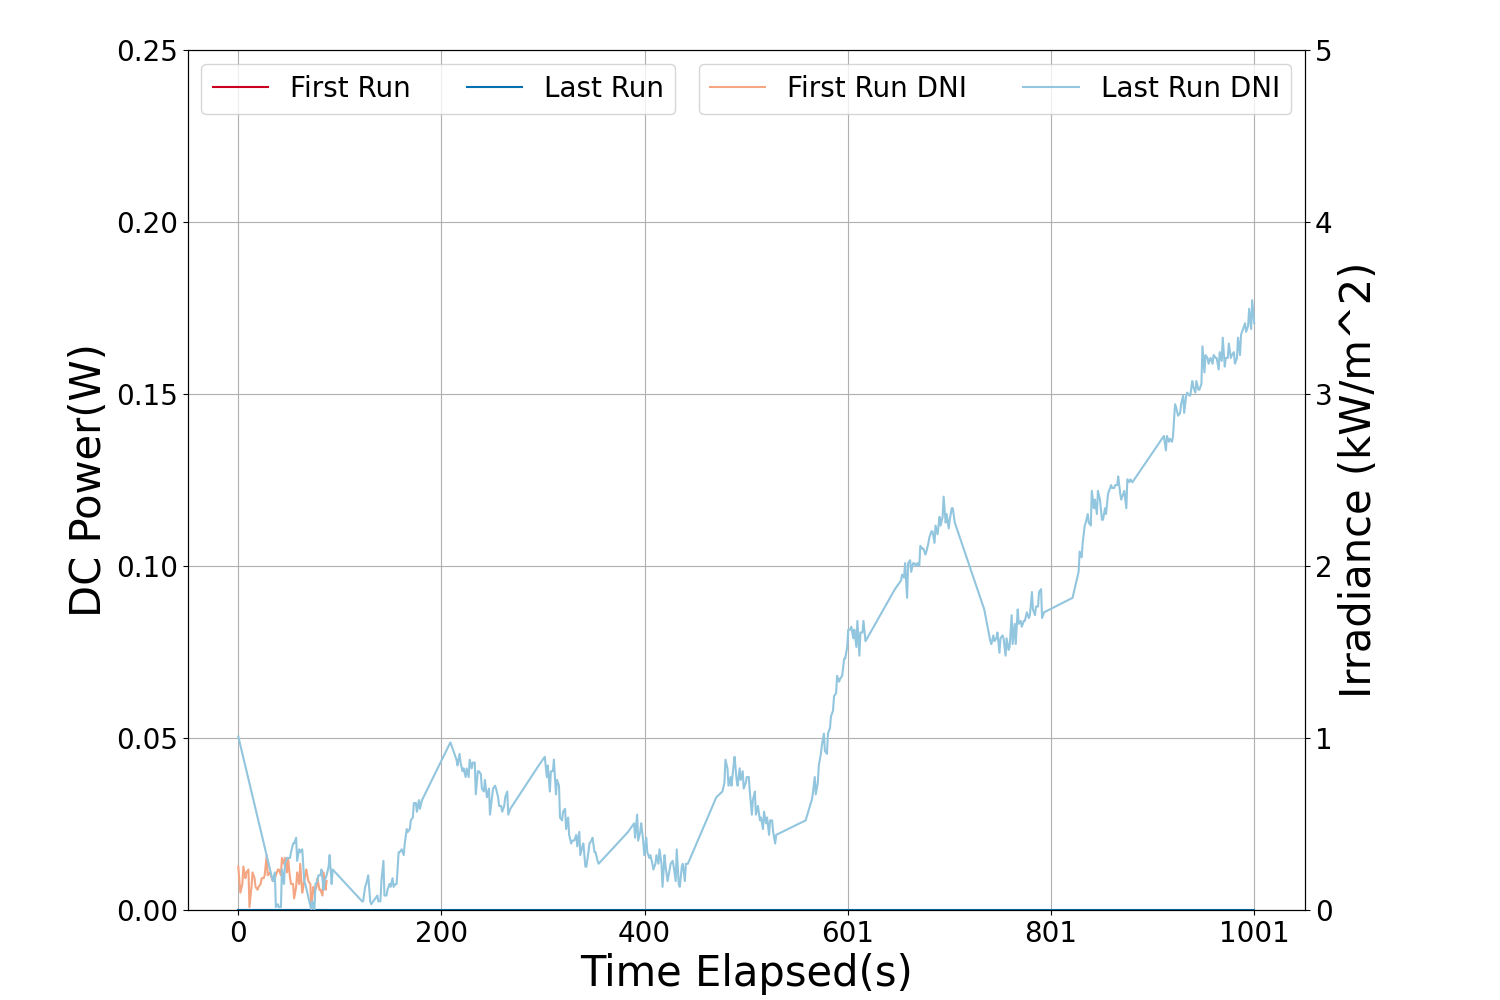 First Run Last Run First Run DNI Last Run DNI
0.25
0.20
0.15
0.10
0.05
0.00
DC Power(W)
5
4
3
2
1
0
Irradiance (kW/m^2)
0 200 400 601 801 1001
Time Elapsed(s)